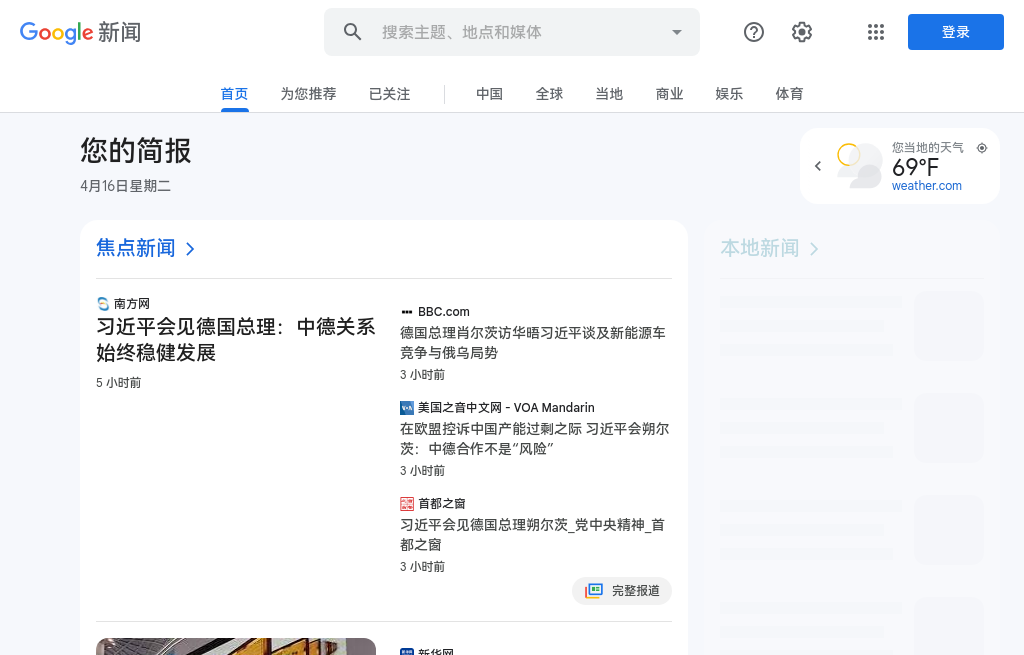 Google 新闻
搜索主题、地点和媒体
登录
首页
为您推荐
已关注
中国
全球
当地
商业
娱乐
体育
您的简报
4月16日星期二
您当地的天气
69°F
weather.com
焦点新闻
南方网
习近平会见德国总理：中德关系
始终稳健发展
5 小时前
BBC.com
德国总理肖尔茨访华晤习近平谈及新能源车
竞争与俄乌局势
3 小时前
美国之音中文网 - VOA Mandarin
在欧盟控诉中国产能过剩之际 习近平会朔尔
茨：中德合作不是“风险”
3 小时前
首都之窗
习近平会见德国总理朔尔茨_党中央精神_首
都之窗
3 小时前
完整报道
新华网
本地新闻